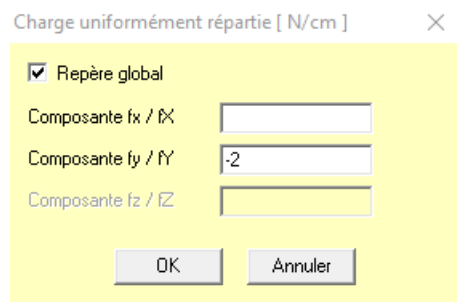 Charge uniformément répartie [ N/cm ]
Repère global
Composante fx / fX
Composante fy / fY
-2
Composante fz / fZ
OK
Annuler